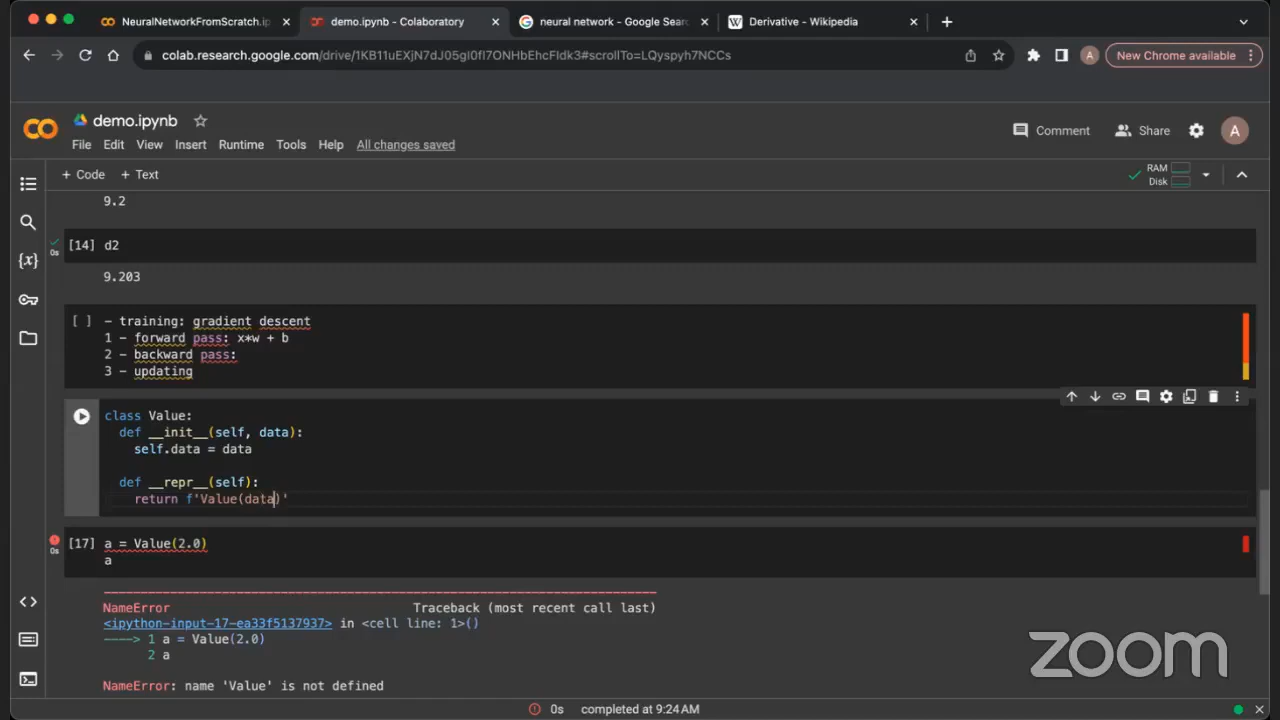 NeuralNetworkFromScratch.ip
demo.ipynb - Colaboratory
neural network - Google Sear
Derivative - Wikipedia
colab.research.google.com/drive/1KB11uEXjN7dJ05gI0fI7ONHbEhcFIdk3#scrollTo=LQyspyh7NCCs
A
New Chrome available
demo.ipynb
Comment
Share
A
File Edit View Insert Runtime Tools Help All changes saved
+ Code + Text
RAM
Disk
9.2
0s
[14] d2
9.203
[ ] - training: gradient descent
1 - forward pass: x*w + b
2 - backward pass:
3 - updating
class Value:
def __init__(self, data):
self.data = data
def __repr__(self):
return f'Value(data)'
0s
[17] a = Value(2.0)
a
NameError Traceback (most recent call last)
<ipython-input-17-ea33f5137937> in <cell line: 1>()
----> 1 a = Value(2.0)
2 a
NameError: name 'Value' is not defined
zoom
0s completed at 9:24 AM